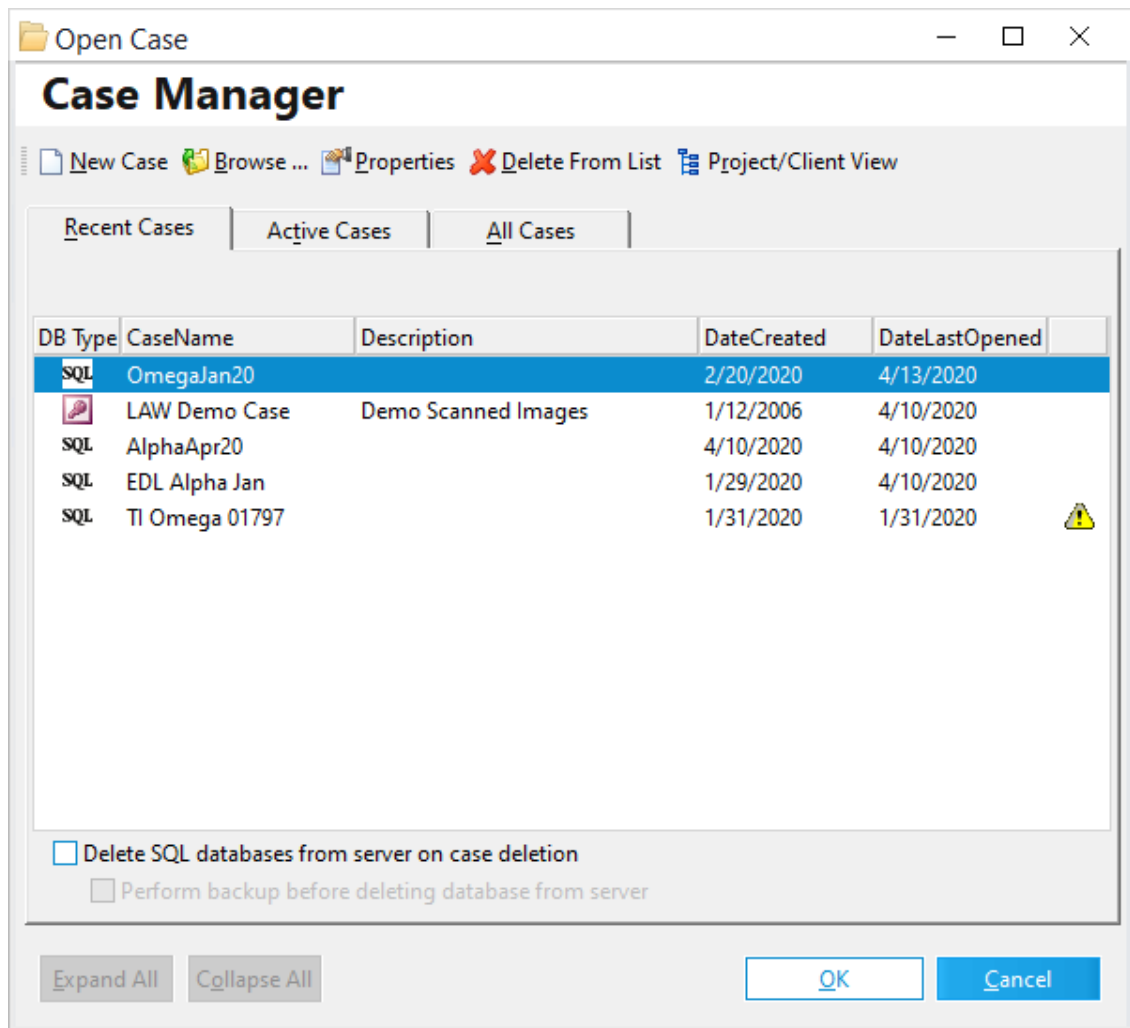 Open Case
Case Manager
New Case Browse ... Properties Delete From List Project/Client View
Recent Cases Active Cases All Cases
DB Type CaseName Description DateCreated DateLastOpened
SQL OmegaJan20 2/20/2020 4/13/2020
LAW Demo Case Demo Scanned Images 1/12/2006 4/10/2020
SQL AlphaApr20 4/10/2020 4/10/2020
SQL EDL Alpha Jan 1/29/2020 4/10/2020
SQL TI Omega 01797 1/31/2020 1/31/2020
Delete SQL databases from server on case deletion
Perform backup before deleting database from server
Expand All Collapse All OK Cancel